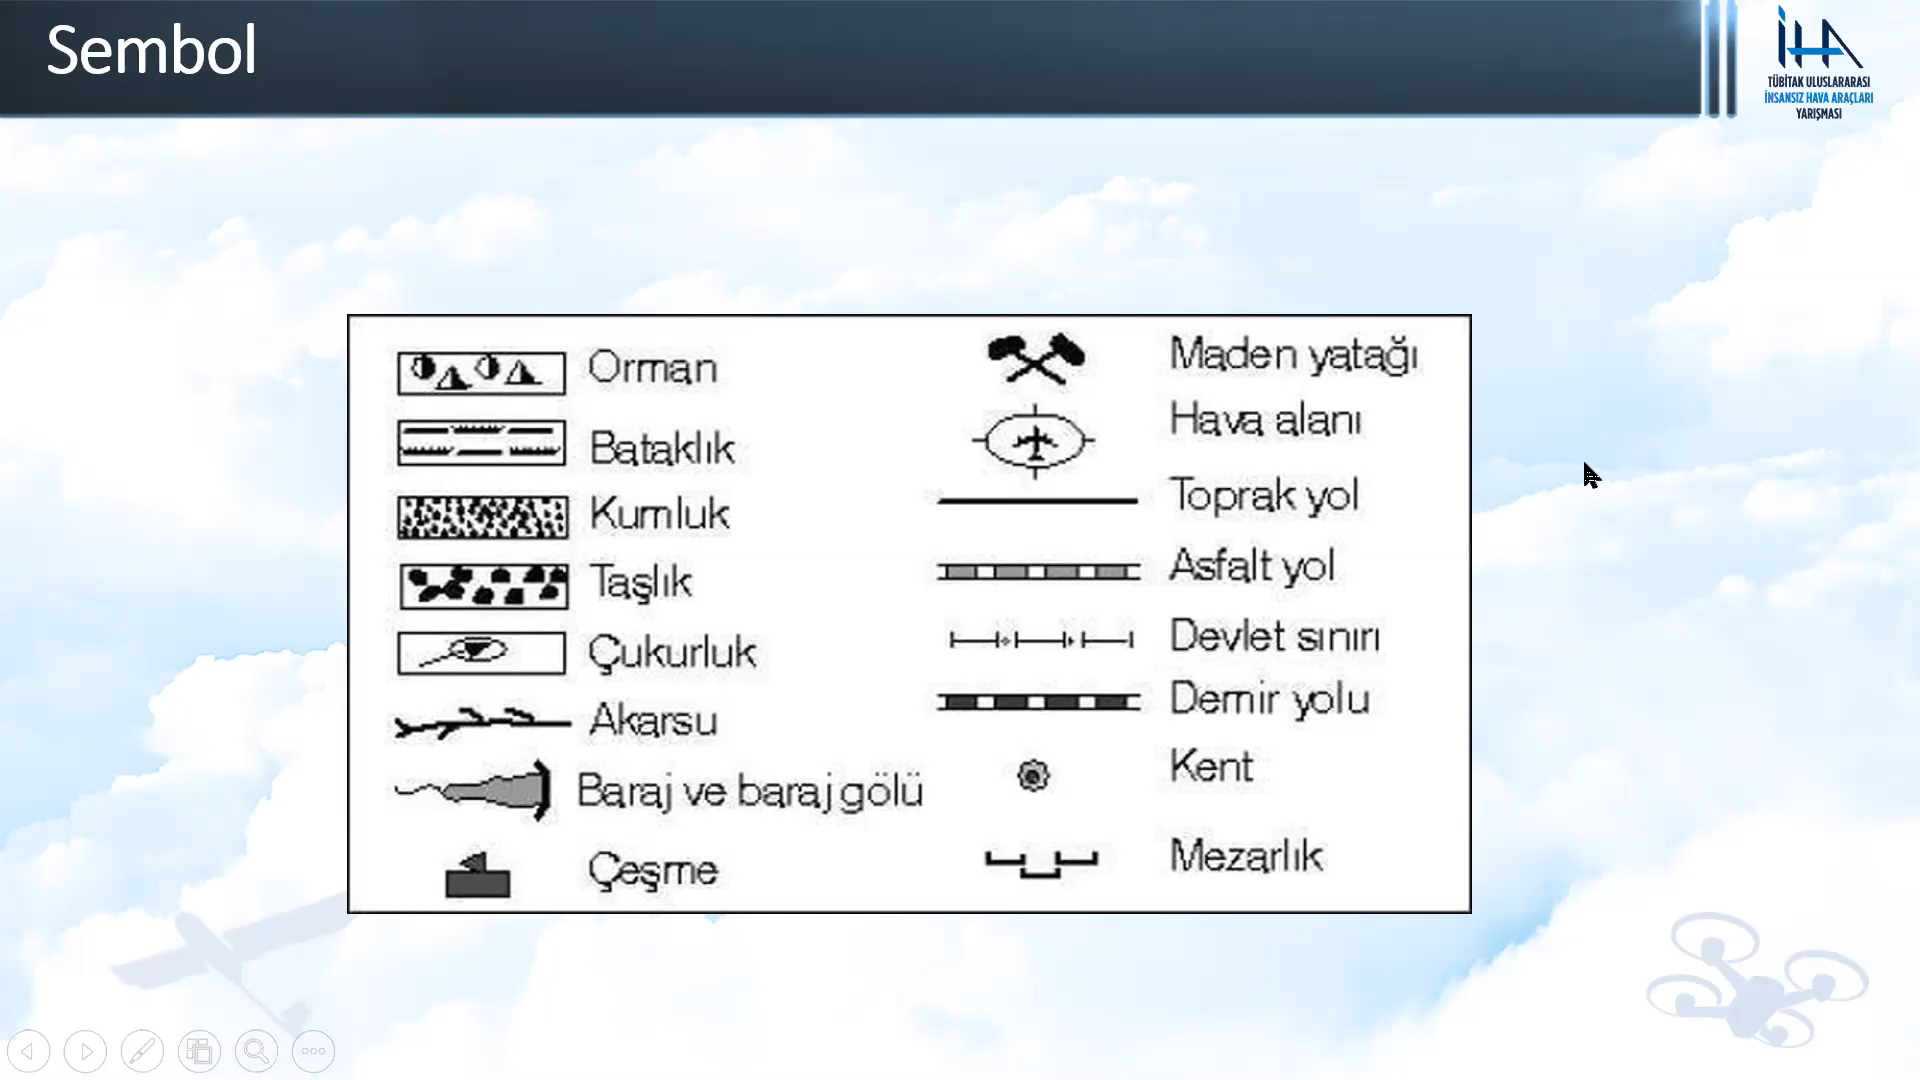 Sembol
İHA
TÜBİTAK ULUSLARARASI
İNSANSIZ HAVA ARAÇLARI
YARIŞMASI
Orman
Bataklık
Kumluk
Taşlık
Çukurluk
Akarsu
Baraj ve baraj gölü
Çeşme
Maden yatağı
Hava alanı
Toprak yol
Asfalt yol
Devlet sınırı
Demir yolu
Kent
Mezarlık